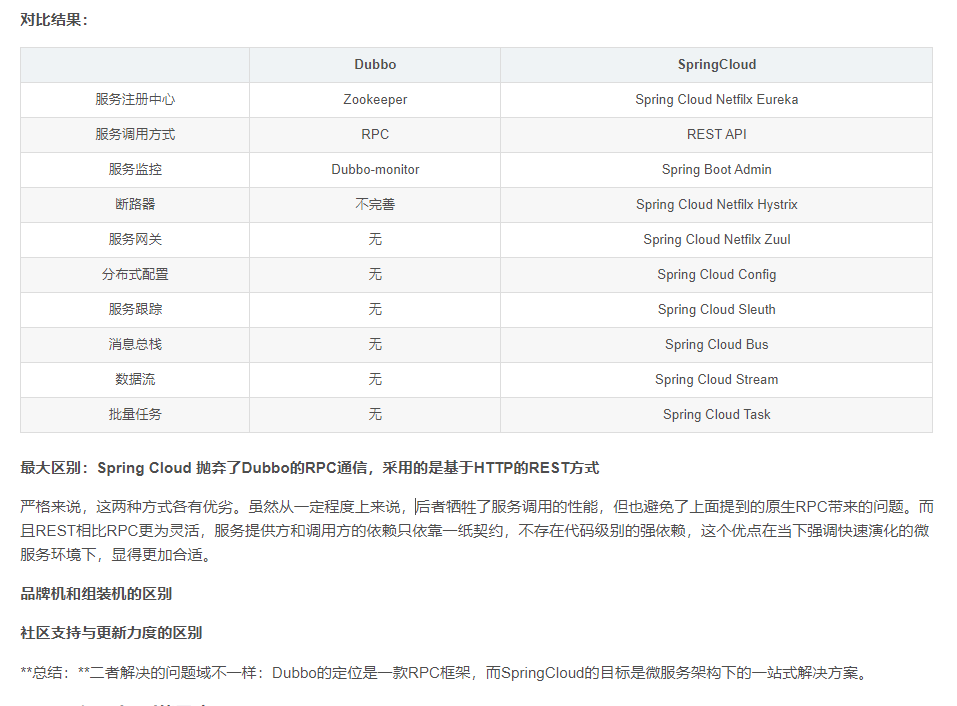 对比结果：
Dubbo SpringCloud
服务注册中心 Zookeeper Spring Cloud Netfilx Eureka
服务调用方式 RPC REST API
服务监控 Dubbo-monitor Spring Boot Admin
断路器 不完善 Spring Cloud Netfilx Hystrix
服务网关 无 Spring Cloud Netfilx Zuul
分布式配置 无 Spring Cloud Config
服务跟踪 无 Spring Cloud Sleuth
消息总栈 无 Spring Cloud Bus
数据流 无 Spring Cloud Stream
批量任务 无 Spring Cloud Task
最大区别：Spring Cloud 抛弃了Dubbo的RPC通信，采用的是基于HTTP的REST方式
严格来说，这两种方式各有优劣。虽然从一定程度上来说，后者牺牲了服务调用的性能，但也避免了上面提到的原生RPC带来的问题。而
且REST相比RPC更为灵活，服务提供方和调用方的依赖只依靠一纸契约，不存在代码级别的强依赖，这个优点在当下强调快速演化的微
服务环境下，显得更加合适。
品牌机和组装机的区别
社区支持与更新力度的区别
**总结：**二者解决的问题域不一样：Dubbo的定位是一款RPC框架，而SpringCloud的目标是微服务架构下的一站式解决方案。